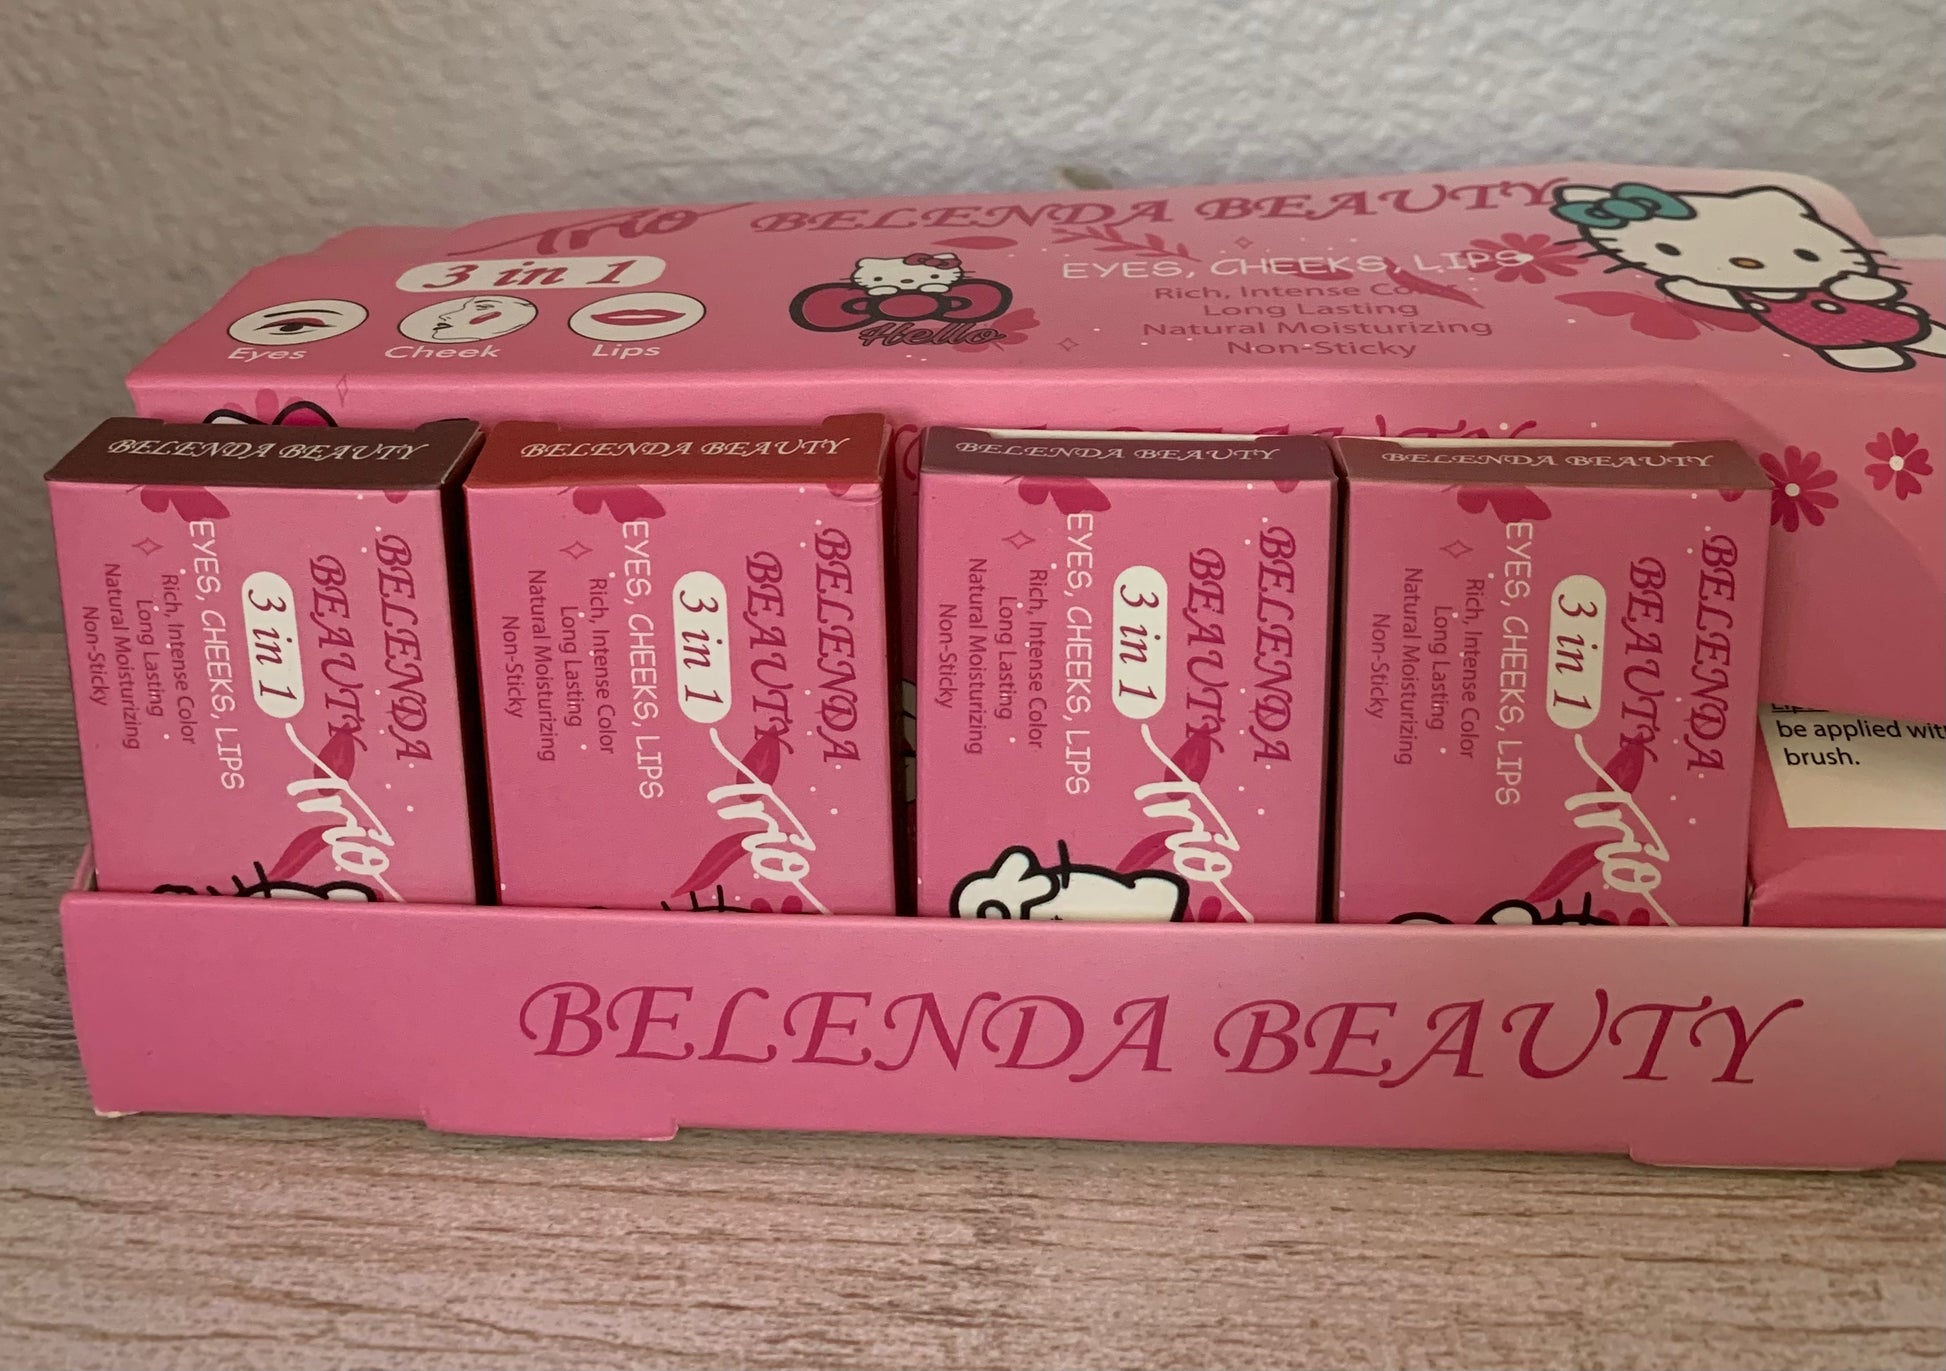 Trio BELENDA BEAUTY
3 in 1
Eyes
Cheek
Lips
Hello
EYES, CHEEKS, LIPS
Rich, Intense Color
Long Lasting
Natural Moisturizing
Non-Sticky
BELENDA BEAUTY
BELENDA
BEAUTY
3 in 1
Trio
EYES, CHEEKS, LIPS
Rich, Intense Color
Long Lasting
Natural Moisturizing
Non-Sticky
BELENDA BEAUTY
BELENDA
BEAUTY
3 in 1
Trio
EYES, CHEEKS, LIPS
Rich, Intense Color
Long Lasting
Natural Moisturizing
Non-Sticky
BELENDA BEAUTY
BELENDA
BEAUTY
3 in 1
Trio
EYES, CHEEKS, LIPS
Rich, Intense Color
Long Lasting
Natural Moisturizing
Non-Sticky
BELENDA BEAUTY
BELENDA
BEAUTY
3 in 1
Trio
EYES, CHEEKS, LIPS
Rich, Intense Color
Long Lasting
Natural Moisturizing
Non-Sticky
be applied with
brush.
BELENDA BEAUTY